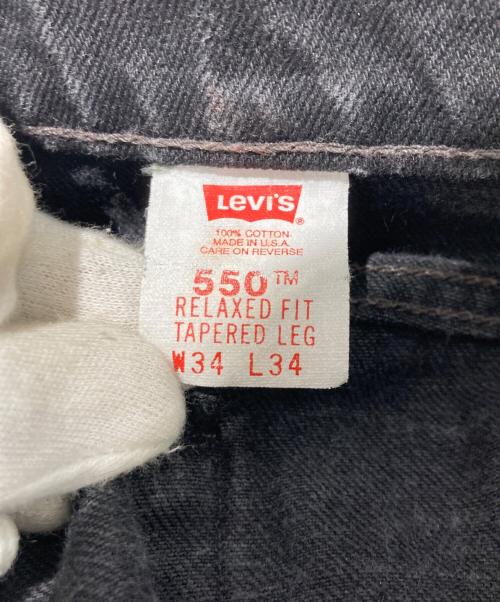 Levi's ®
100% COTTON
MADE IN U.S.A.
CARE ON REVERSE
550™
RELAXED FIT
TAPERED LEG
W34 L34